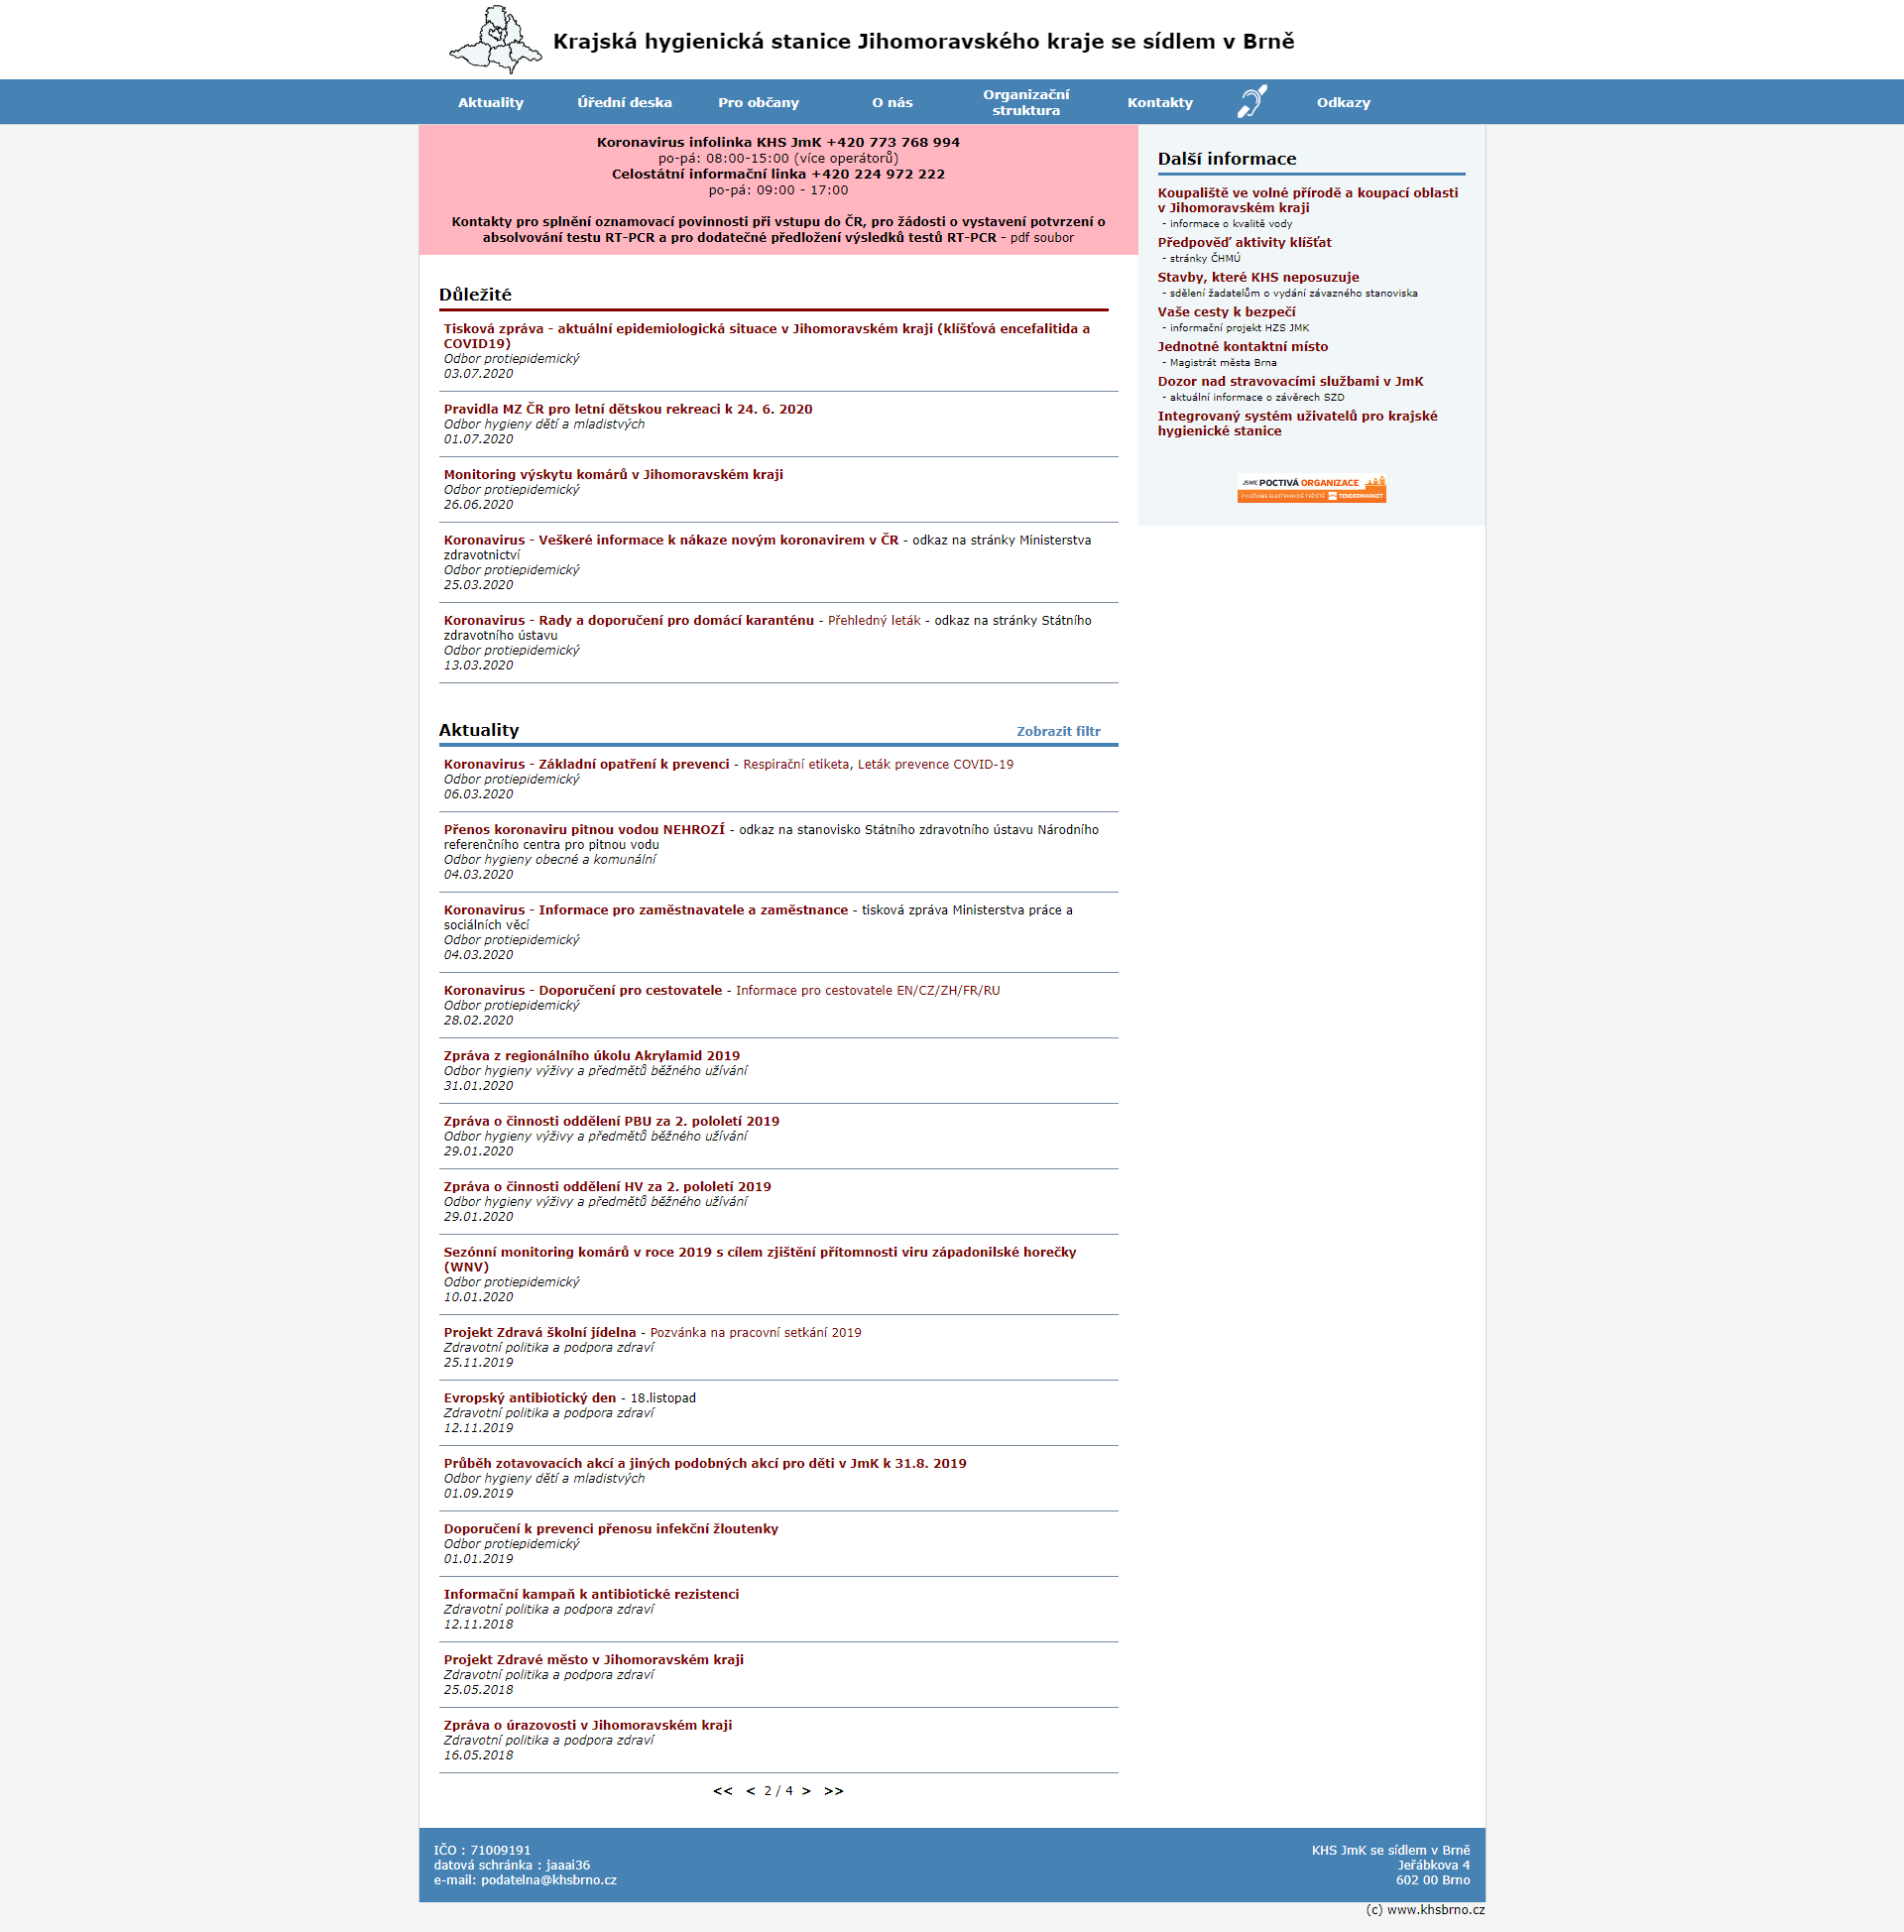 Krajská hygienická stanice Jihomoravského kraje se sídlem v Brně
Aktuality
Úřední deska
Pro občany
O nás
Organizační
struktura
Kontakty
Odkazy
Koronavirus infolinka KHS JmK +420 773 768 994
po-pá: 08:00-15:00 (více operátorů)
Celostátní informační linka +420 224 972 222
po-pá: 09:00 - 17:00
Kontakty pro splnění oznamovací povinnosti při vstupu do ČR, pro žádosti o vystavení potvrzení o
absolvování testu RT-PCR a pro dodatečné předložení výsledků testů RT-PCR - pdf soubor
Důležité
Tisková zpráva - aktuální epidemiologická situace v Jihomoravském kraji (klíšťová encefalitida a
COVID19)
Odbor protiepidemický
03.07.2020
Pravidla MZ ČR pro letní dětskou rekreaci k 24. 6. 2020
Odbor hygieny dětí a mladistvých
01.07.2020
Monitoring výskytu komárů v Jihomoravském kraji
Odbor protiepidemický
26.06.2020
Koronavirus - Veškeré informace k nákaze novým koronavirem v ČR - odkaz na stránky Ministerstva
zdravotnictví
Odbor protiepidemický
25.03.2020
Koronavirus - Rady a doporučení pro domácí karanténu - Přehledný leták - odkaz na stránky Státního
zdravotního ústavu
Odbor protiepidemický
13.03.2020
Aktuality
Zobrazit filtr
Koronavirus - Základní opatření k prevenci - Respirační etiketa, Leták prevence COVID-19
Odbor protiepidemický
06.03.2020
Přenos koronaviru pitnou vodou NEHROZÍ - odkaz na stanovisko Státního zdravotního ústavu Národního
referenčního centra pro pitnou vodu
Odbor hygieny obecné a komunální
04.03.2020
Koronavirus - Informace pro zaměstnavatele a zaměstnance - tisková zpráva Ministerstva práce a
sociálních věcí
Odbor protiepidemický
04.03.2020
Koronavirus - Doporučení pro cestovatele - Informace pro cestovatele EN/CZ/ZH/FR/RU
Odbor protiepidemický
28.02.2020
Zpráva z regionálního úkolu Akrylamid 2019
Odbor hygieny výživy a předmětů běžného užívání
31.01.2020
Zpráva o činnosti oddělení PBU za 2. pololetí 2019
Odbor hygieny výživy a předmětů běžného užívání
29.01.2020
Zpráva o činnosti oddělení HV za 2. pololetí 2019
Odbor hygieny výživy a předmětů běžného užívání
29.01.2020
Sezónní monitoring komárů v roce 2019 s cílem zjištění přítomnosti viru západonilské horečky
(WNV)
Odbor protiepidemický
10.01.2020
Projekt Zdravá školní jídelna - Pozvánka na pracovní setkání 2019
Zdravotní politika a podpora zdraví
25.11.2019
Evropský antibiotický den - 18.listopad
Zdravotní politika a podpora zdraví
12.11.2019
Průběh zotavovacích akcí a jiných podobných akcí pro děti v JmK k 31.8. 2019
Odbor hygieny dětí a mladistvých
01.09.2019
Doporučení k prevenci přenosu infekční žloutenky
Odbor protiepidemický
01.01.2019
Informační kampaň k antibiotické rezistenci
Zdravotní politika a podpora zdraví
12.11.2018
Projekt Zdravé město v Jihomoravském kraji
Zdravotní politika a podpora zdraví
25.05.2018
Zpráva o úrazovosti v Jihomoravském kraji
Zdravotní politika a podpora zdraví
16.05.2018
<< < 2 / 4 > >>
Další informace
Koupaliště ve volné přírodě a koupací oblasti
v Jihomoravském kraji
- informace o kvalitě vody
Předpověď aktivity klíšťat
- stránky ČHMÚ
Stavby, které KHS neposuzuje
- sdělení žadatelům o vydání závazného stanoviska
Vaše cesty k bezpečí
- informační projekt HZS JMK
Jednotné kontaktní místo
- Magistrát města Brna
Dozor nad stravovacími službami v JmK
- aktuální informace o závěrech SZD
Integrovaný systém uživatelů pro krajské
hygienické stanice
JSME POCTIVÁ ORGANIZACE
POUŽÍVÁME ELEKTRONICKÉ TRŽIŠTĚ TENDERMARKET
IČO : 71009191
datová schránka : jaaai36
e-mail: podatelna@khsbrno.cz
KHS JmK se sídlem v Brně
Jeřábkova 4
602 00 Brno
(c) www.khsbrno.cz